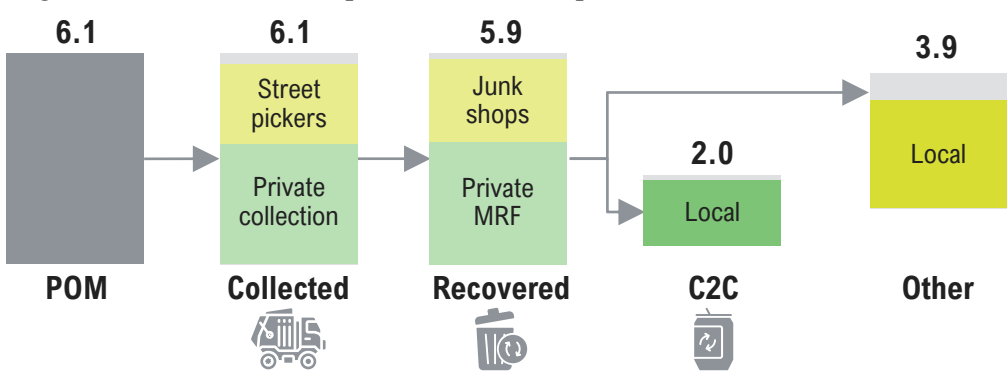 6.1
6.1
5.9
3.9
Street
pickers
Junk
shops
2.0
Local
Private
collection
Private
MRF
Local
POM
Collected
Recovered
C2C
Other